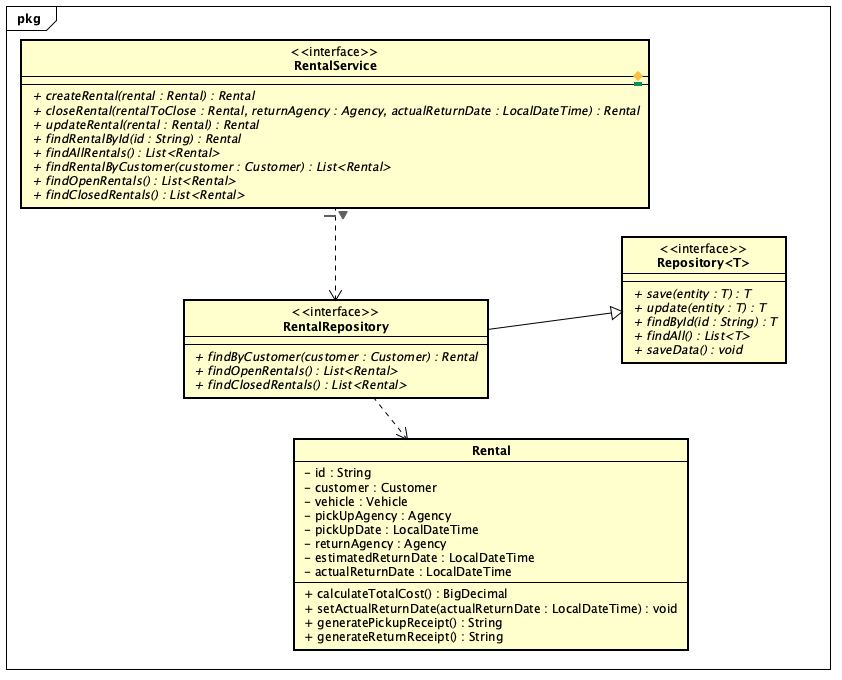 pkg
<<interface>>
RentalService
+ createRental(rental : Rental) : Rental
+ closeRental(rentalToClose : Rental, returnAgency : Agency, actualReturnDate : LocalDateTime) : Rental
+ updateRental(rental : Rental) : Rental
+ findRentalById(id : String) : Rental
+ findAllRentals() : List<Rental>
+ findRentalByCustomer(customer : Customer) : List<Rental>
+ findOpenRentals() : List<Rental>
+ findClosedRentals() : List<Rental>
<<interface>>
Repository<T>
+ save(entity : T) : T
+ update(entity : T) : T
+ findById(id : String) : T
+ findAll() : List<T>
+ saveData() : void
<<interface>>
RentalRepository
+ findByCustomer(customer : Customer) : Rental
+ findOpenRentals() : List<Rental>
+ findClosedRentals() : List<Rental>
Rental
- id : String
- customer : Customer
- vehicle : Vehicle
- pickUpAgency : Agency
- pickUpDate : LocalDateTime
- returnAgency : Agency
- estimatedReturnDate : LocalDateTime
- actualReturnDate : LocalDateTime
+ calculateTotalCost() : BigDecimal
+ setActualReturnDate(actualReturnDate : LocalDateTime) : void
+ generatePickupReceipt() : String
+ generateReturnReceipt() : String